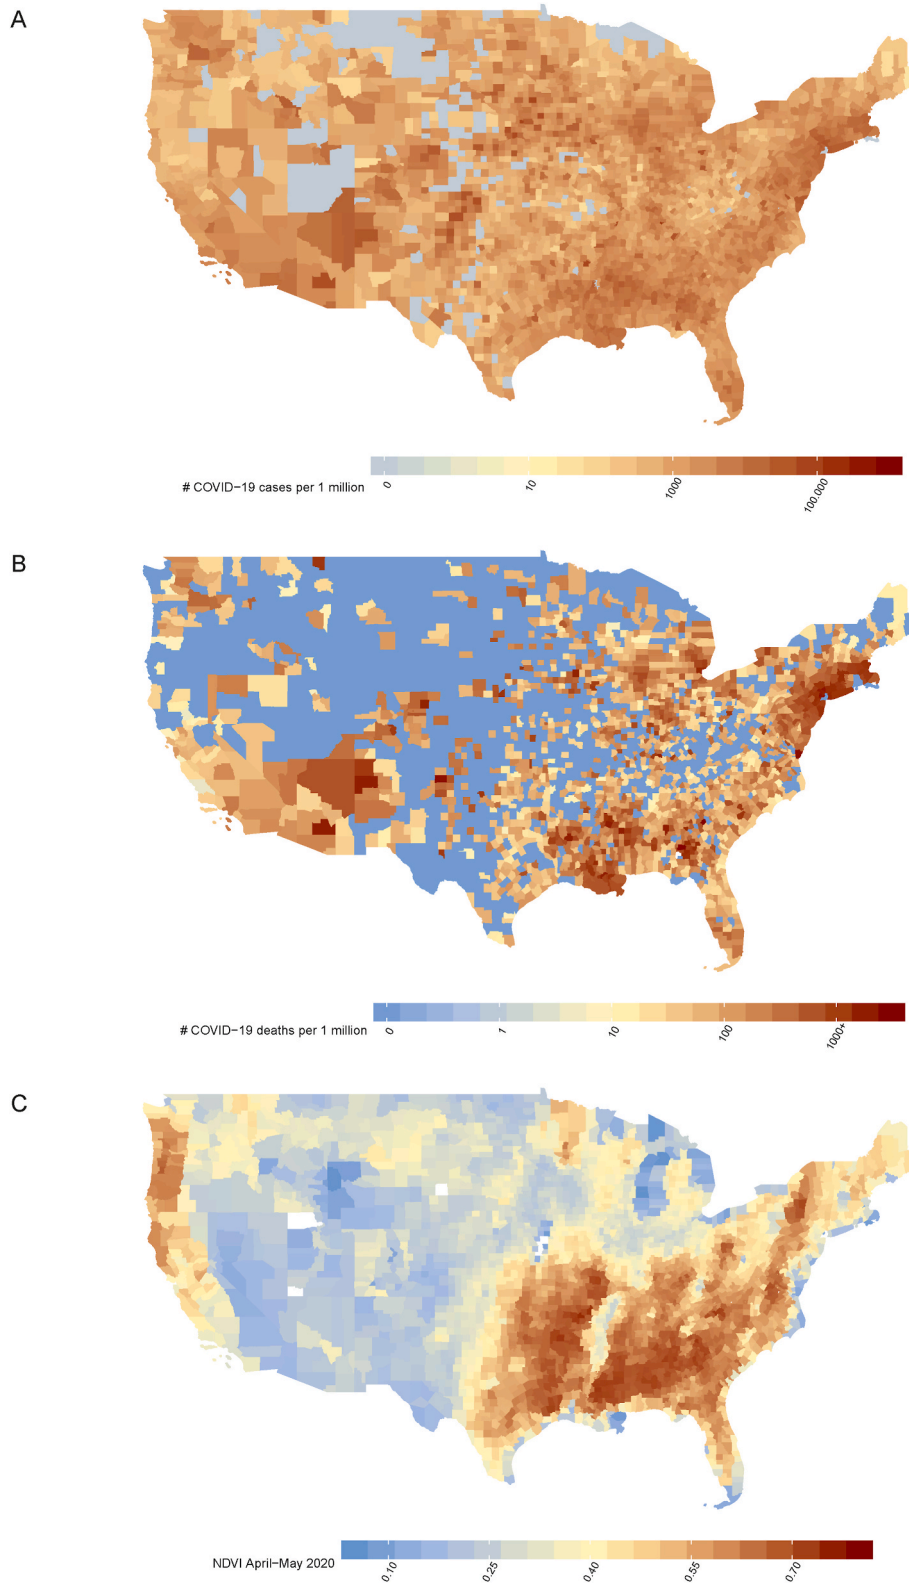 A
# COVID−19 cases per 1 million
0 10 1000 100.000
B
# COVID−19 deaths per 1 million
0 1 10 100 1000+
C
NDVI April−May 2020
0.10 0.25 0.40 0.55 0.70